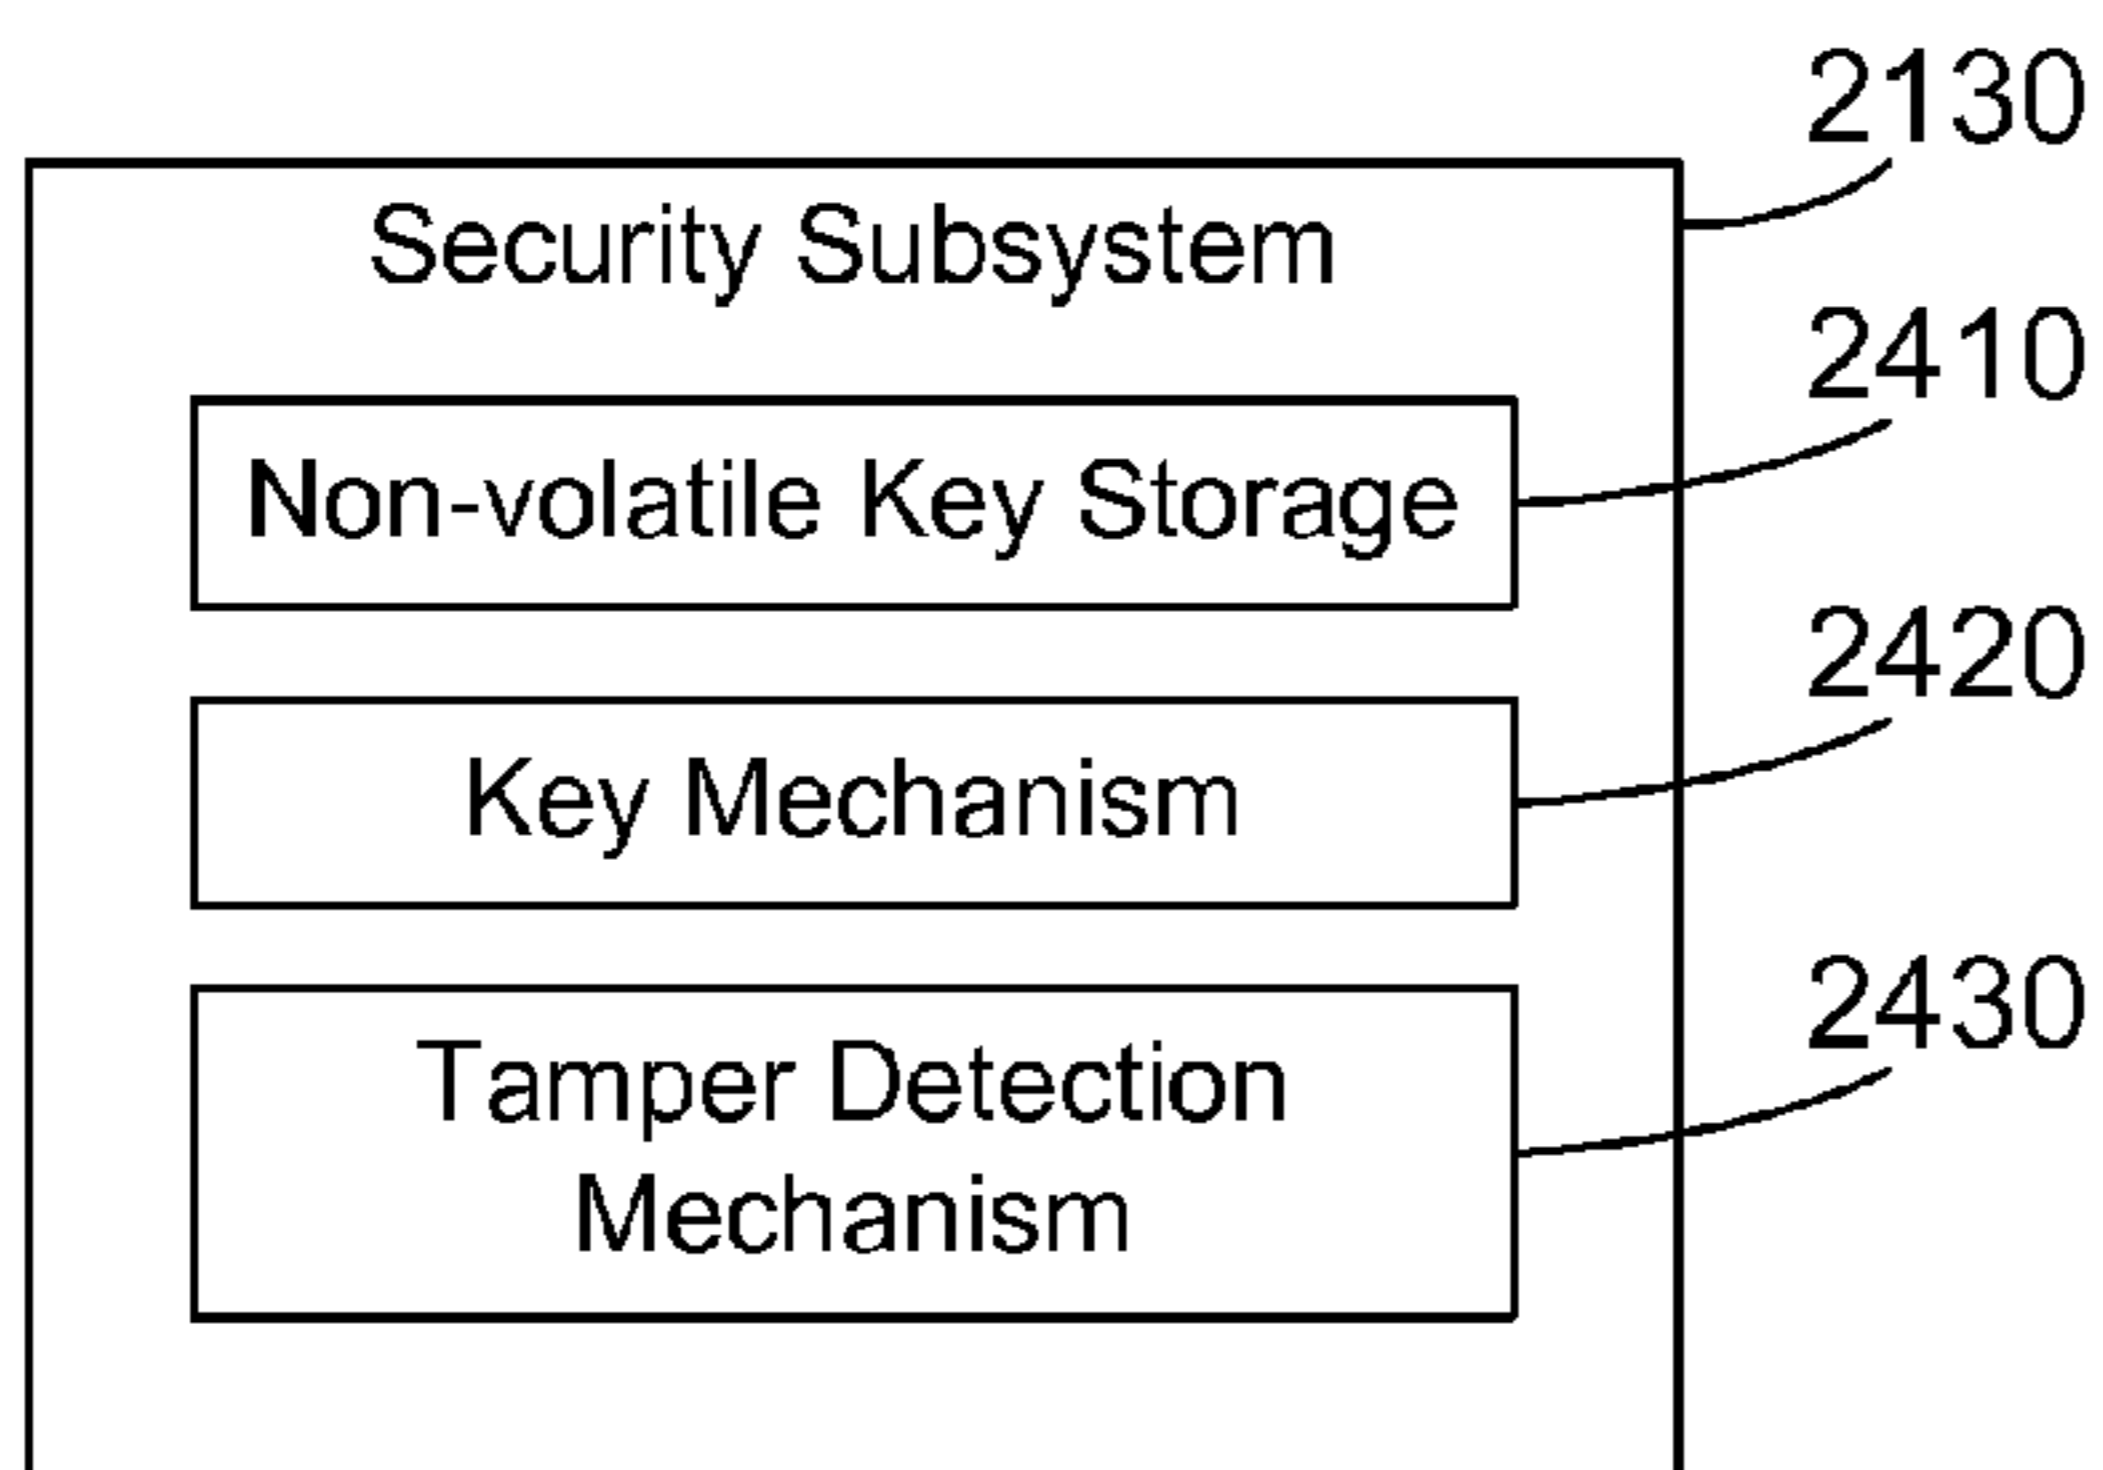 2130
Security Subsystem
2410
Non-volatile Key Storage
2420
Key Mechanism
2430
Tamper Detection
Mechanism